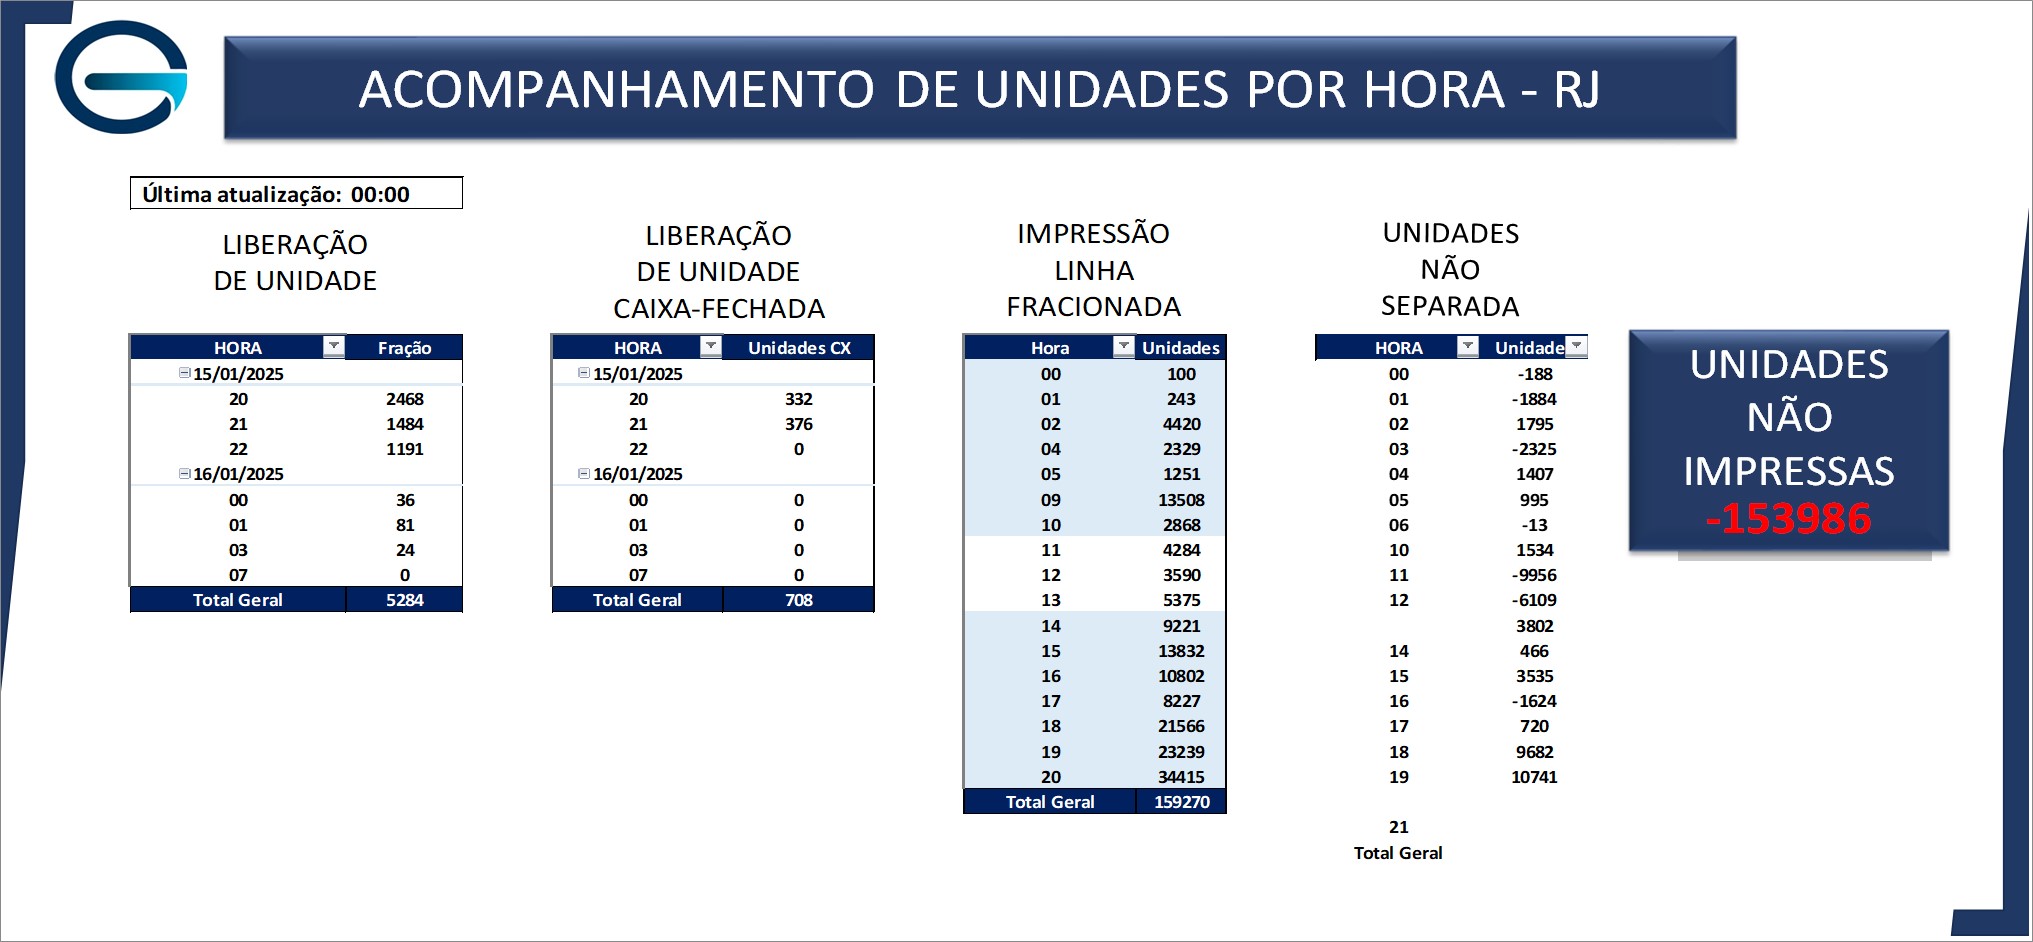 ACOMPANHAMENTO DE UNIDADES POR HORA - RJ
Última atualização: 00:00
LIBERAÇÃO
DE UNIDADE
HORA Fração
15/01/2025
20 2468
21 1484
22 1191
16/01/2025
00 36
01 81
03 24
07 0
Total Geral 5284
LIBERAÇÃO
DE UNIDADE
CAIXA-FECHADA
HORA Unidades CX
15/01/2025
20 332
21 376
22 0
16/01/2025
00 0
01 0
03 0
07 0
Total Geral 708
IMPRESSÃO
LINHA
FRACIONADA
Hora Unidades
00 100
01 243
02 4420
04 2329
05 1251
09 13508
10 2868
11 4284
12 3590
13 5375
14 9221
15 13832
16 10802
17 8227
18 21566
19 23239
20 34415
Total Geral 159270
UNIDADES
NÃO
SEPARADA
HORA Unidade
00 -188
01 -1884
02 1795
03 -2325
04 1407
05 995
06 -13
10 1534
11 -9956
12 -6109
3802
14 466
15 3535
16 -1624
17 720
18 9682
19 10741
21
Total Geral
UNIDADES
NÃO
IMPRESSAS
-153986